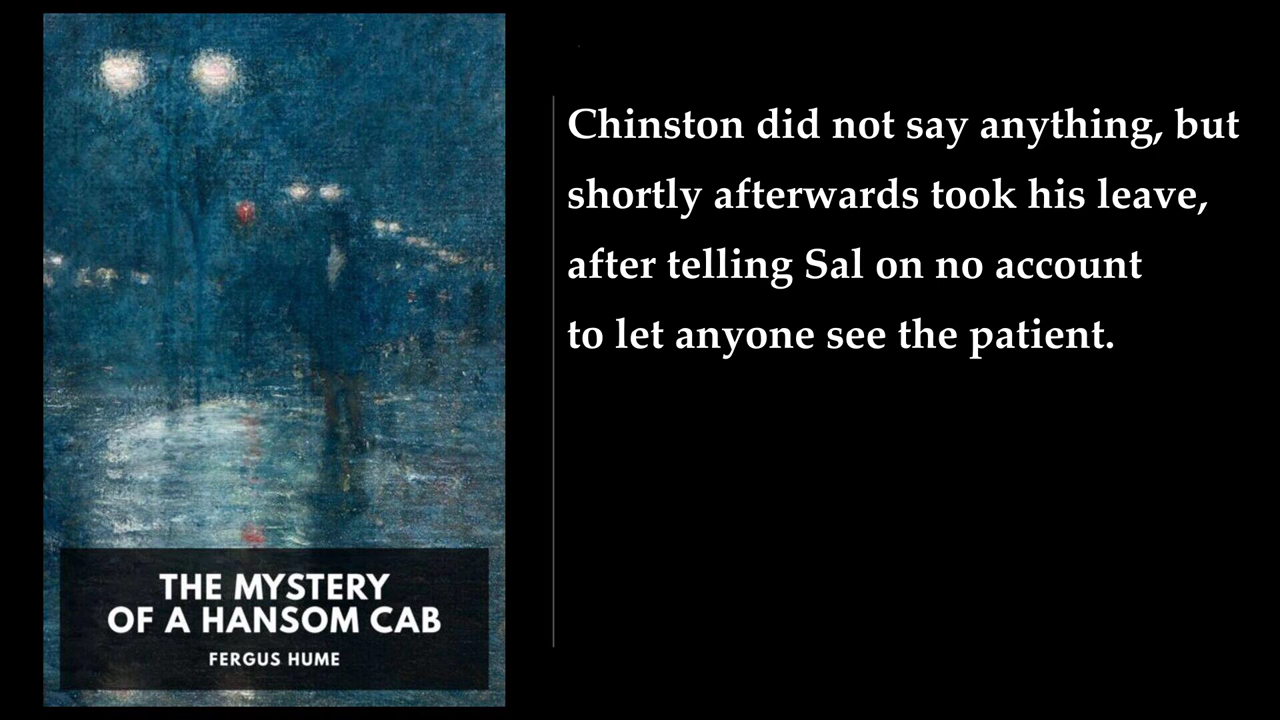 THE MYSTERY
OF A HANSOM CAB
FERGUS HUME
Chinston did not say anything, but
shortly afterwards took his leave,
after telling Sal on no account
to let anyone see the patient.